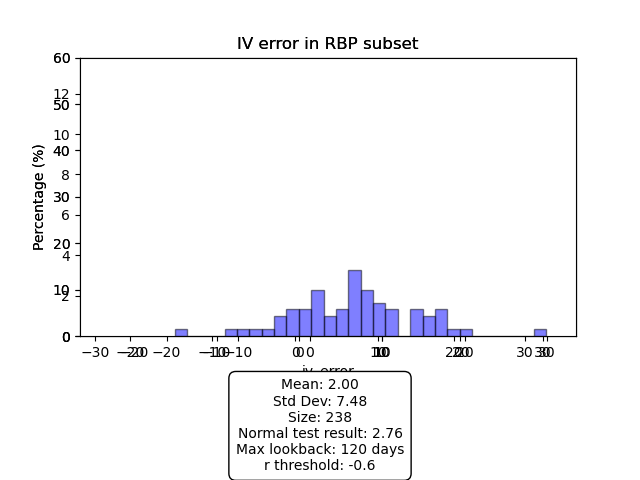 IV error in RBP subset
Percentage (%)
60
12
50
10
40
8
30
6
20
4
10
2
0
−30
−20
−10
0
10
20
30
iv_error
Mean: 2.00
Std Dev: 7.48
Size: 238
Normal test result: 2.76
Max lookback: 120 days
r threshold: -0.6